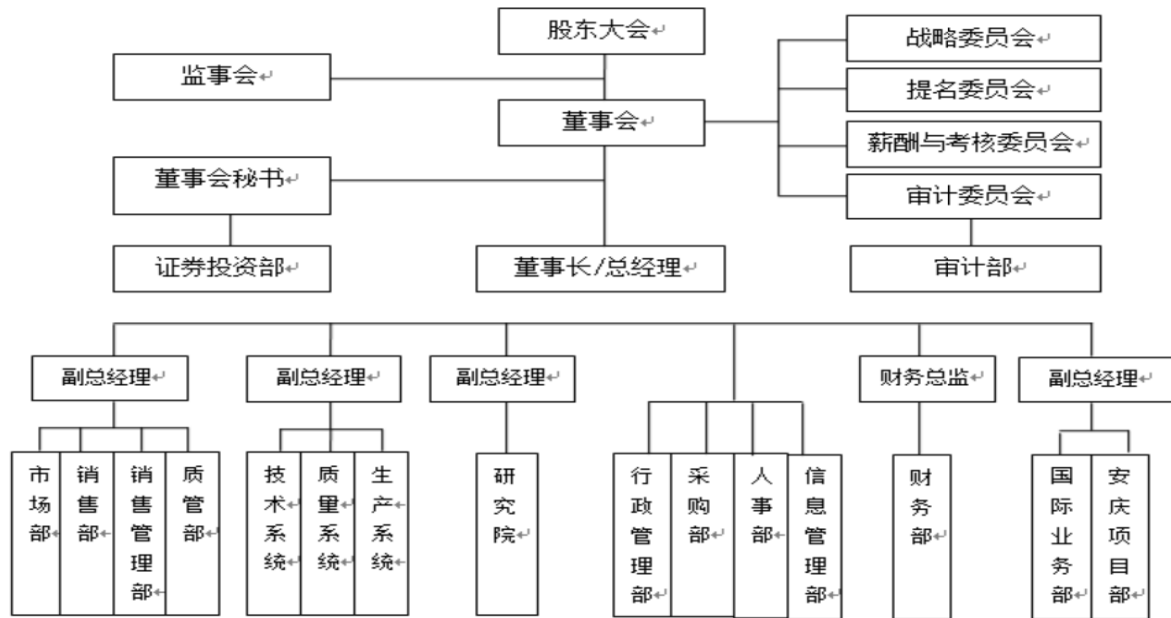 股东大会
战略委员会
监事会
提名委员会
董事会
薪酬与考核委员会
董事会秘书
审计委员会
证券投资部
董事长/总经理
审计部
副总经理
副总经理
副总经理
财务总监
副总经理
市场部
销售部
销售管理部
质管部
技术系统
质量系统
生产系统
研究院
行政管理部
采购部
人事部
信息管理部
财务部
国际业务部
安庆项目部